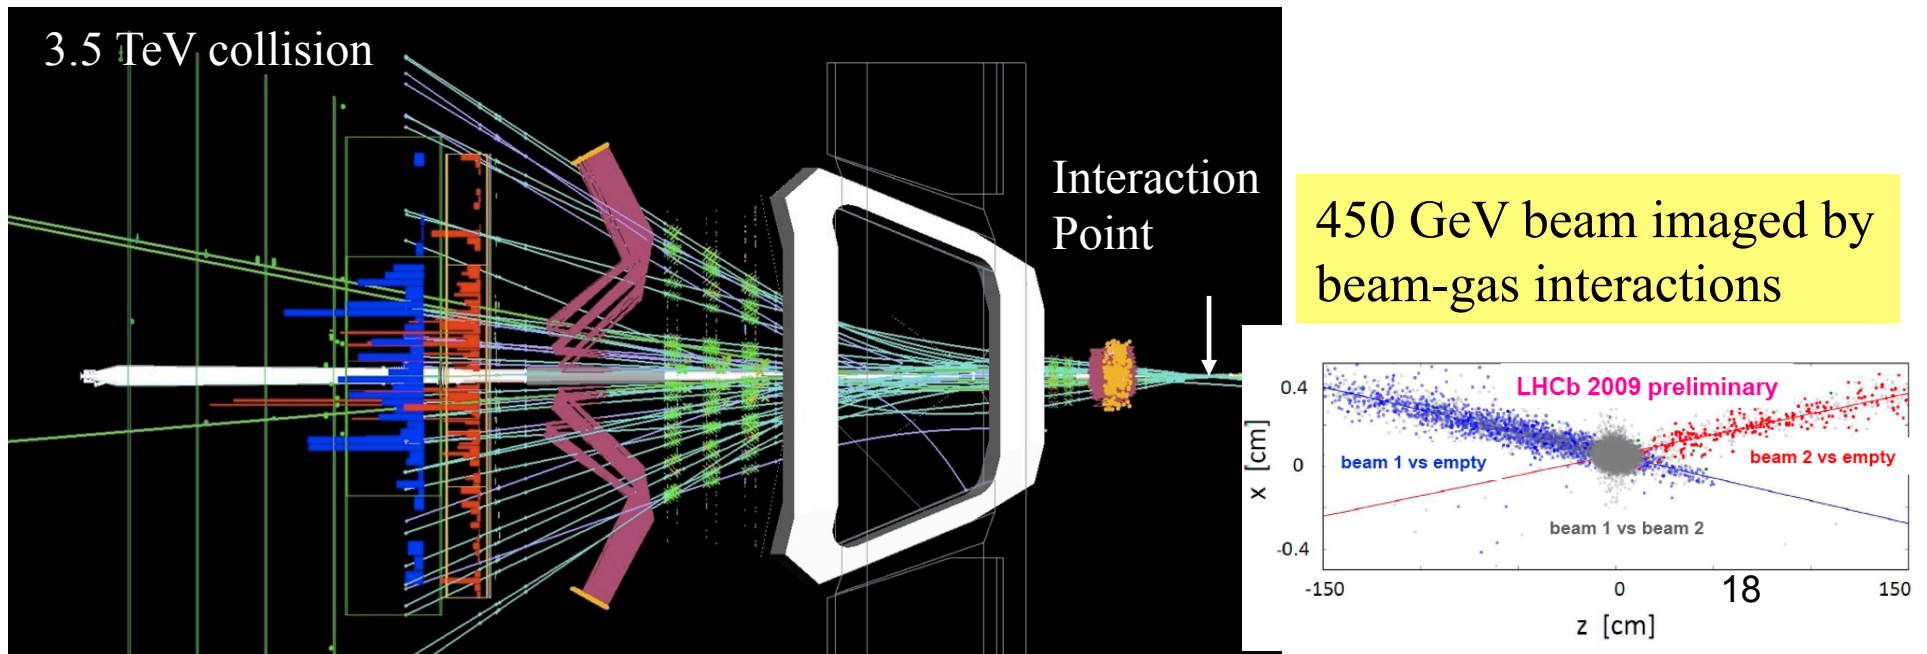 3.5 TeV collision
Interaction
Point
450 GeV beam imaged by
beam-gas interactions
LHCb 2009 preliminary
beam 1 vs empty
beam 2 vs empty
beam 1 vs beam 2
x [cm]
0.4
0
-0.4
-150
0
150
z [cm]
18